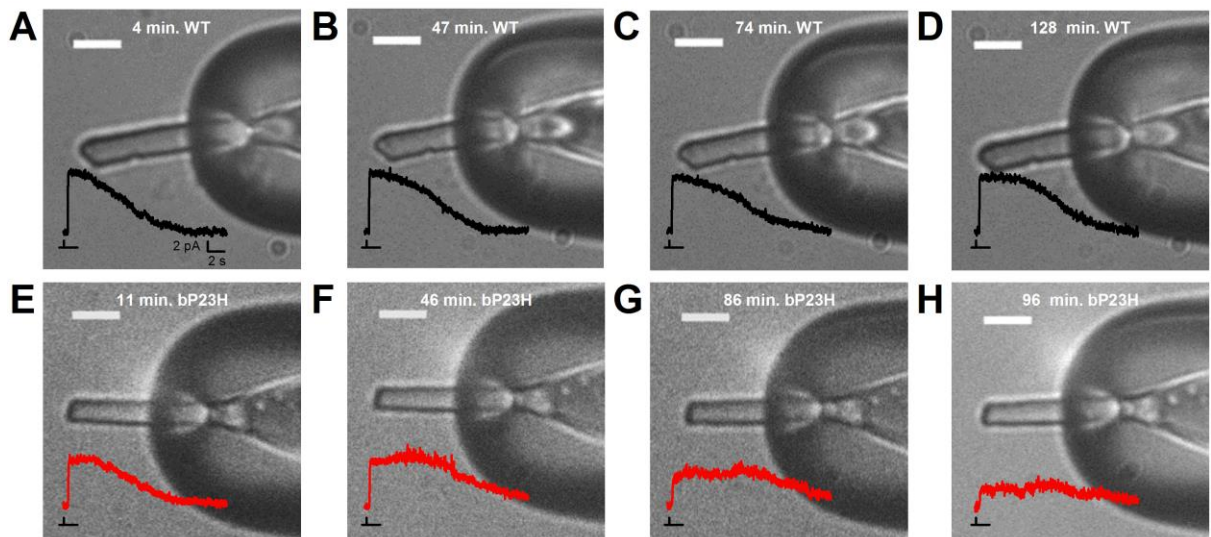 A
4 min. WT
2 pA
2 s
B
47 min. WT
C
74 min. WT
D
128 min. WT
E
11 min. bP23H
F
46 min. bP23H
G
86 min. bP23H
H
96 min. bP23H